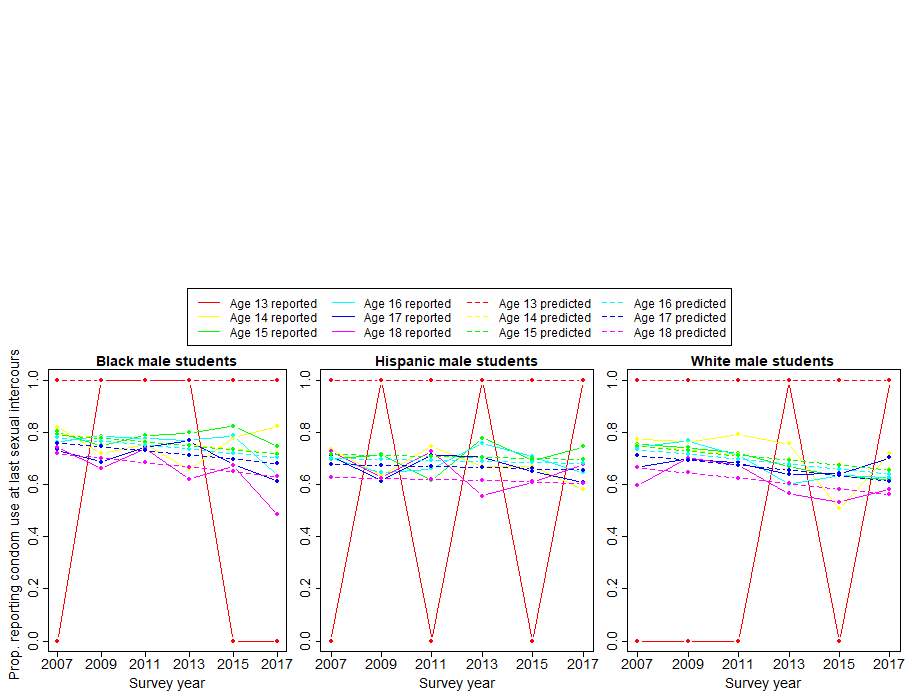 Age 13 reported Age 16 reported Age 13 predicted Age 16 predicted
Age 14 reported Age 17 reported Age 14 predicted Age 17 predicted
Age 15 reported Age 18 reported Age 15 predicted Age 18 predicted
Prop. reporting condom use at last sexual intercours
Black male students
1.0
0.8
0.6
0.4
0.2
0.0
2007 2009 2011 2013 2015 2017
Survey year
Hispanic male students
1.0
0.8
0.6
0.4
0.2
0.0
2007 2009 2011 2013 2015 2017
Survey year
White male students
1.0
0.8
0.6
0.4
0.2
0.0
2007 2009 2011 2013 2015 2017
Survey year